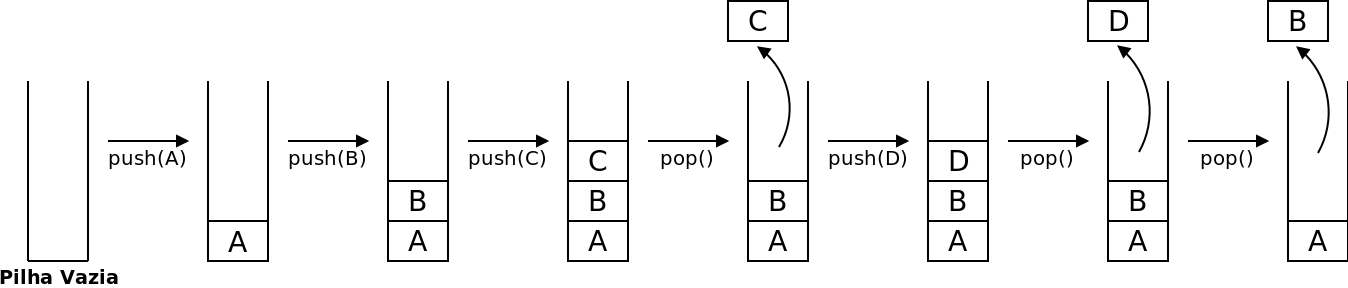 C D B
push(A) push(B) push(C) pop() push(D) pop() pop()
C D
B B B B B
A A A A A A A
Pilha Vazia